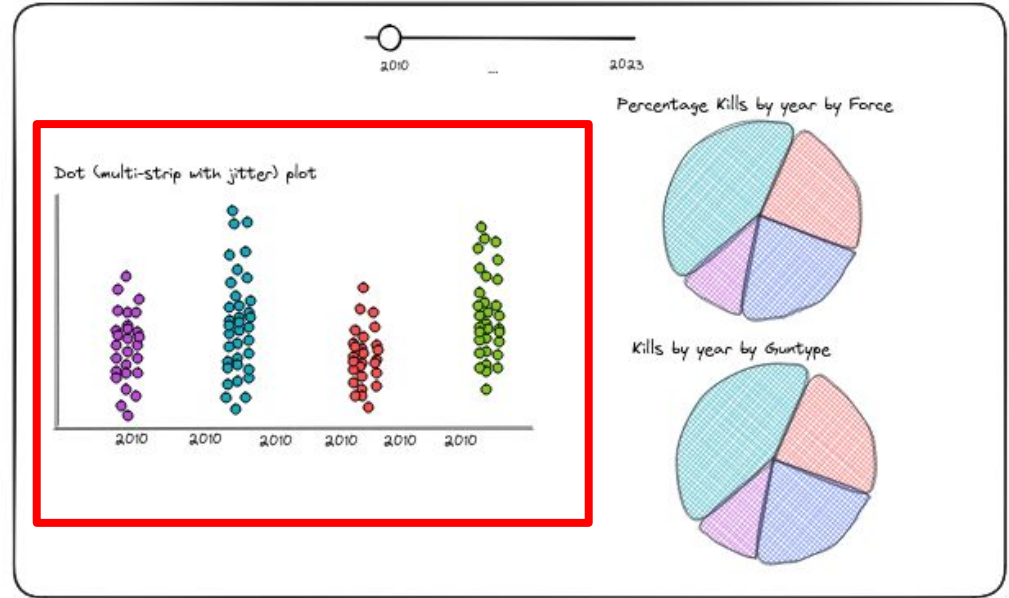 2010
...
2023
Percentage Kills by year by Force
Dot (multi-strip with jitter) plot
2010 2010 2010 2010 2010 2010
Kills by year by Guntype